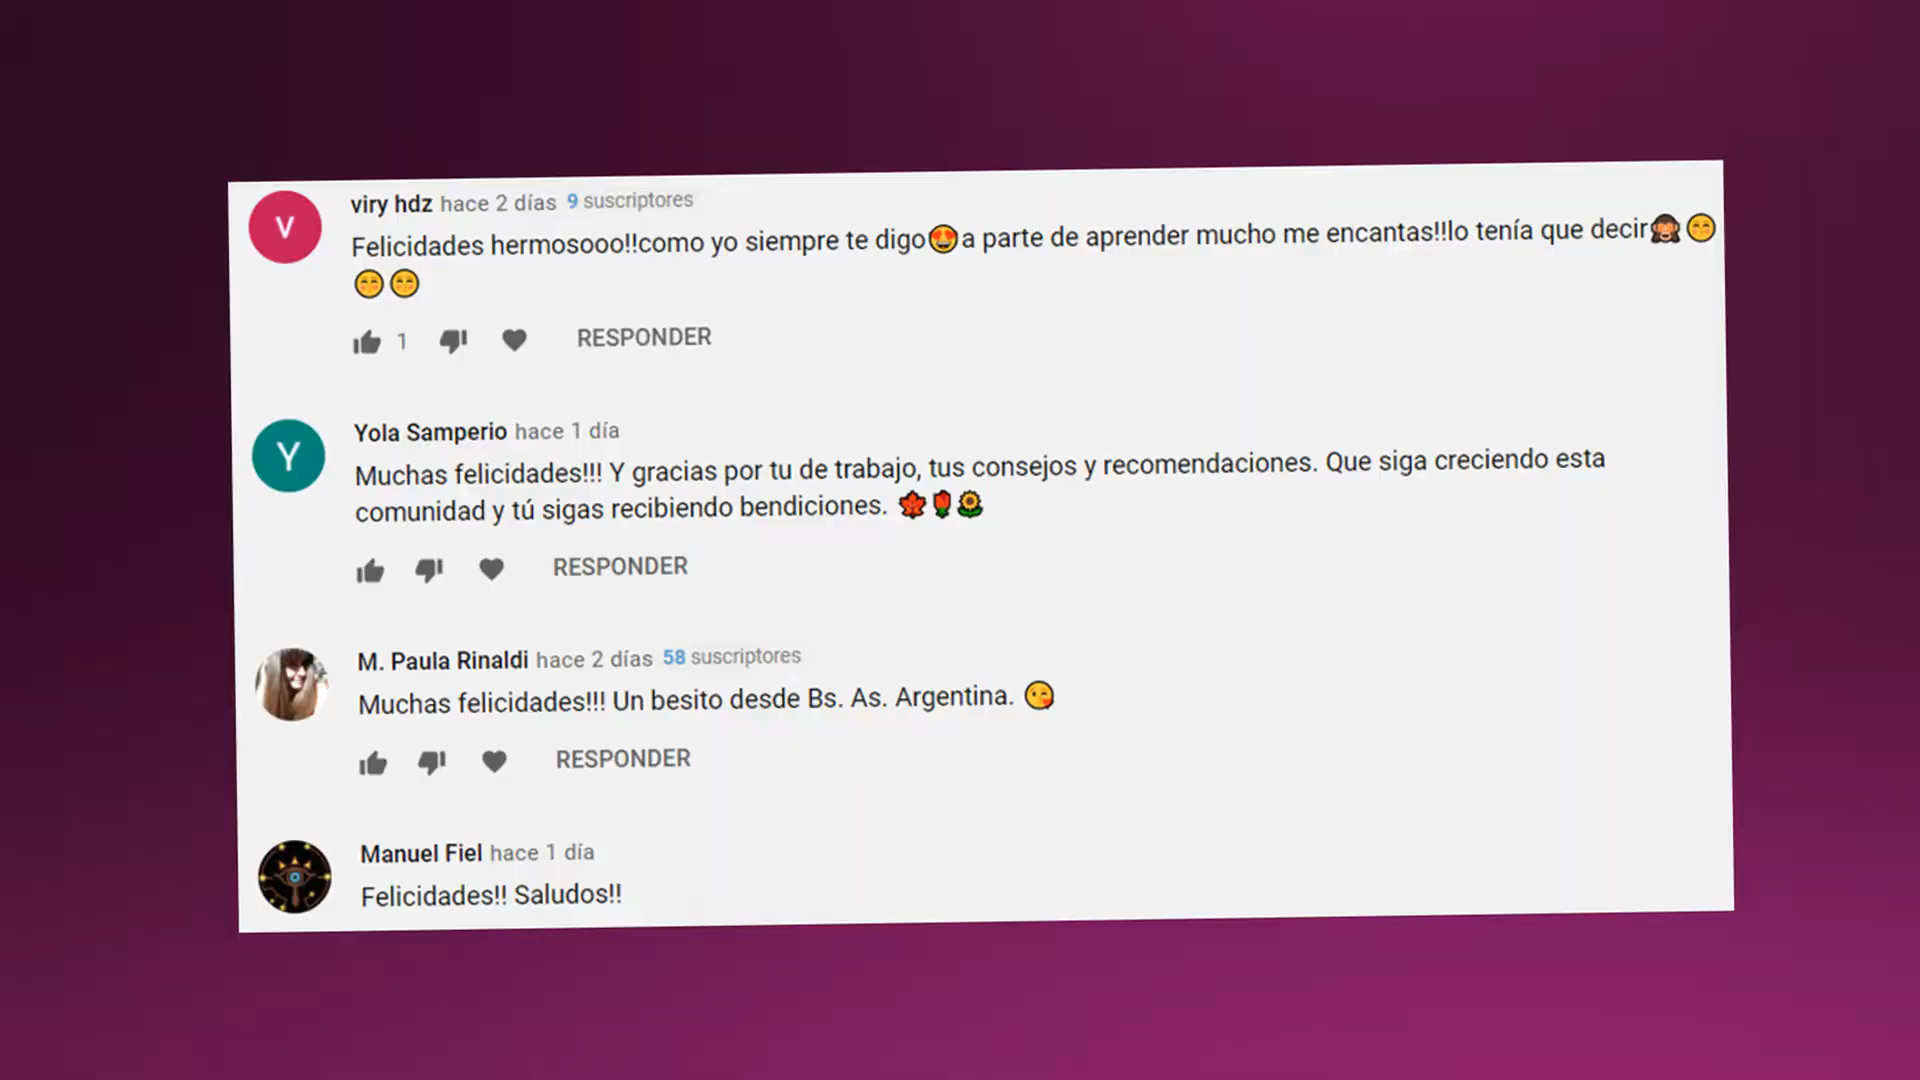 V
viry hdz hace 2 días 9 suscriptores
Felicidades hermosooo!!como yo siempre te digo😍a parte de aprender mucho me encantas!!lo tenía que decir🙈😊
😊😊
1 RESPONDER
Y
Yola Samperio hace 1 día
Muchas felicidades!!! Y gracias por tu de trabajo, tus consejos y recomendaciones. Que siga creciendo esta
comunidad y tú sigas recibiendo bendiciones. 🍁🌹🌻
RESPONDER
M. Paula Rinaldi hace 2 días 58 suscriptores
Muchas felicidades!!! Un besito desde Bs. As. Argentina. 😘
RESPONDER
Manuel Fiel hace 1 día
Felicidades!! Saludos!!